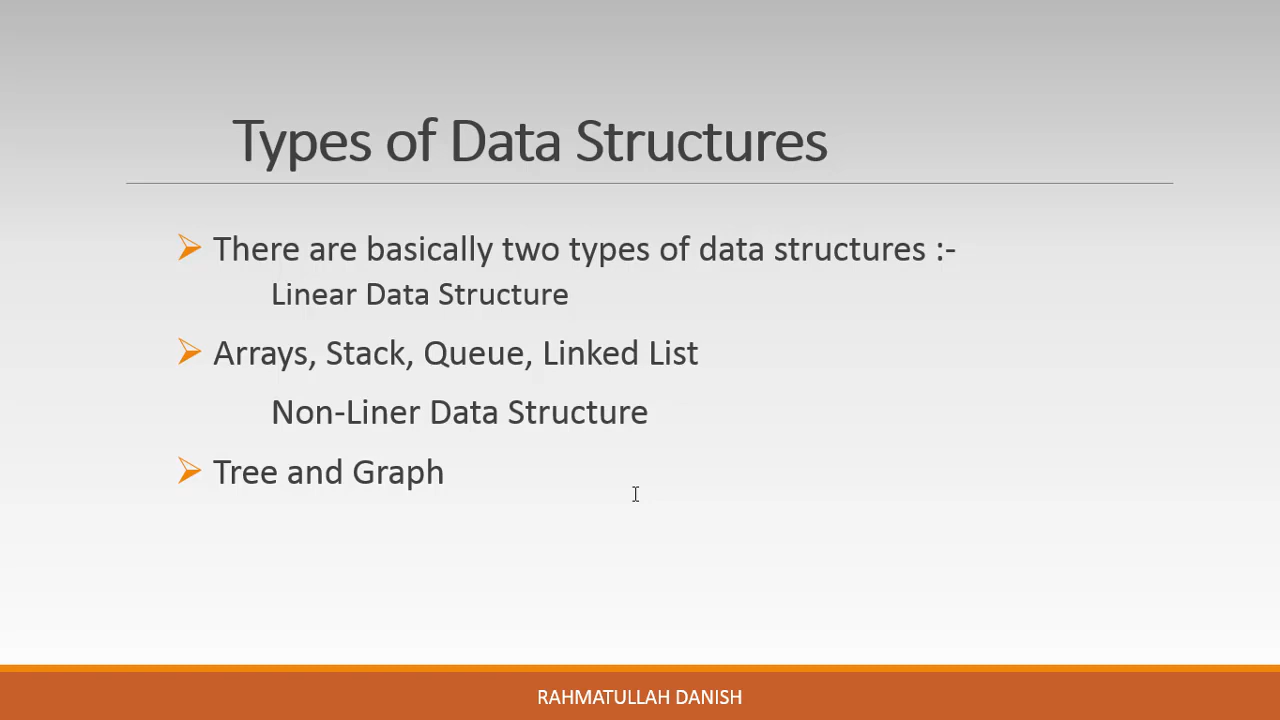 Types of Data Structures
There are basically two types of data structures :-
Linear Data Structure
Arrays, Stack, Queue, Linked List
Non-Liner Data Structure
Tree and Graph
RAHMATULLAH DANISH